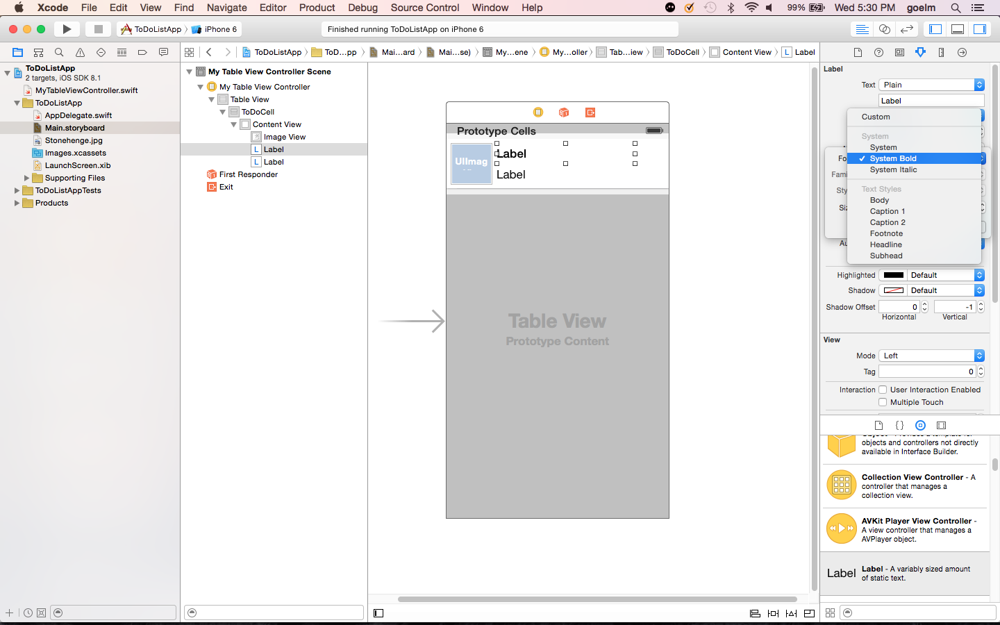 Xcode File Edit View Find Navigate Editor Product Debug Source Control Window Help 99% Wed 5:30 PM goelm
ToDoListApp iPhone 6 Finished running ToDoListApp on iPhone 6
ToDoListApp ToD...pp Mai...ard Mai...se) My...ene My...oller Tab...iew ToDoCell Content View L Label
ToDoListApp
2 targets, iOS SDK 8.1
MyTableViewController.swift
ToDoListApp
AppDelegate.swift
Main.storyboard
Stonehenge.jpg
Images.xcassets
LaunchScreen.xib
Supporting Files
ToDoListAppTests
Products
My Table View Controller Scene
My Table View Controller
Table View
ToDoCell
Content View
Image View
L Label
L Label
First Responder
Exit
Prototype Cells
UIImag
Label
Label
Table View
Prototype Content
Label
Text Plain
Label
Custom
System
System
System Bold
System Italic
Text Styles
Body
Caption 1
Caption 2
Footnote
Headline
Subhead
Fo
Fami
Sty
Siz
Au
Highlighted Default
Shadow Default
Shadow Offset 0 -1
Horizontal Vertical
View
Mode Left
Tag 0
Interaction User Interaction Enabled
Multiple Touch
objects and controllers not directly
available in Interface Builder.
Collection View Controller - A
controller that manages a
collection view.
AVKit Player View Controller -
A view controller that manages a
AVPlayer object.
Label Label - A variably sized amount
of static text.